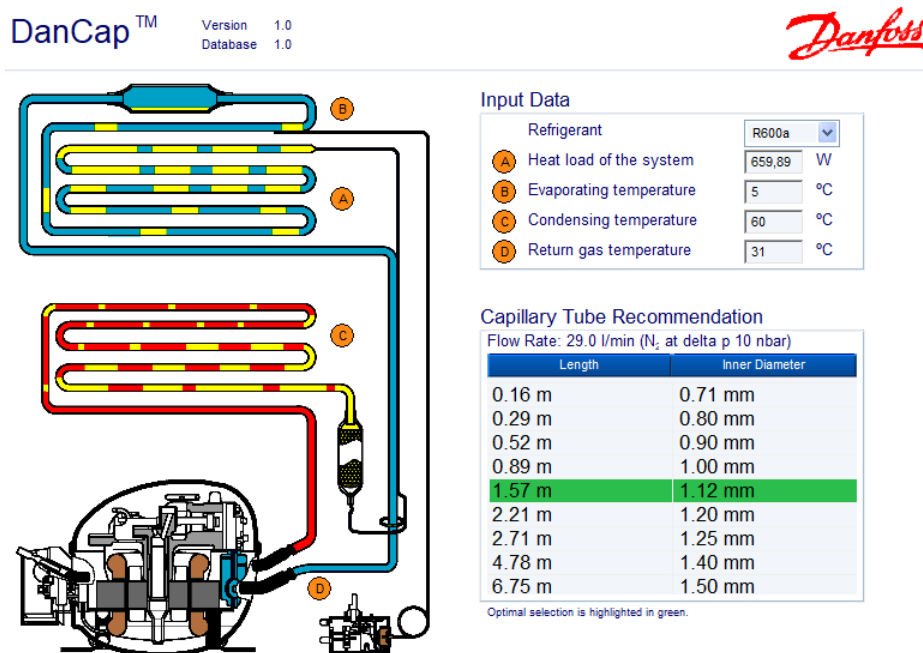 DanCap TM
Version 1.0
Database 1.0
Danfoss
B
A
C
D
Input Data
Refrigerant R600a
A Heat load of the system 659,89 W
B Evaporating temperature 5 ºC
C Condensing temperature 60 ºC
D Return gas temperature 31 ºC
Capillary Tube Recommendation
Flow Rate: 29.0 l/min (N₂ at delta p 10 nbar)
Length Inner Diameter
0.16 m 0.71 mm
0.29 m 0.80 mm
0.52 m 0.90 mm
0.89 m 1.00 mm
1.57 m 1.12 mm
2.21 m 1.20 mm
2.71 m 1.25 mm
4.78 m 1.40 mm
6.75 m 1.50 mm
Optimal selection is highlighted in green.